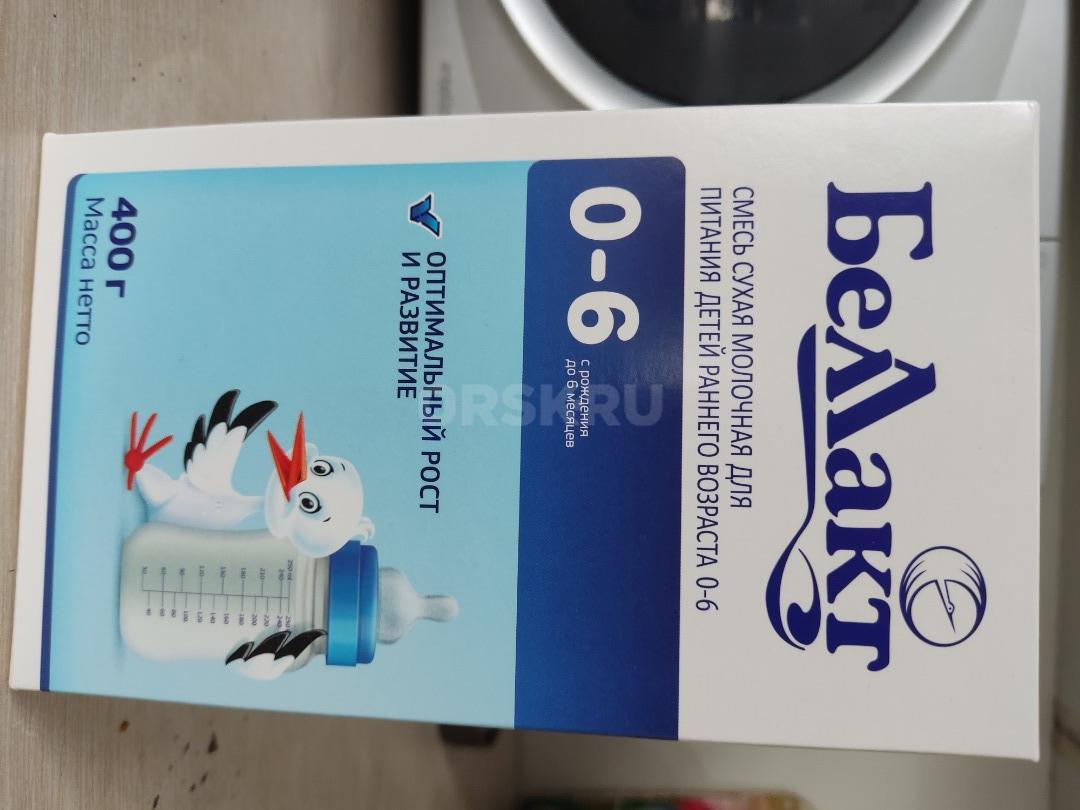 БеЛЛакт
СМЕСЬ СУХАЯ МОЛОЧНАЯ ДЛЯ
ПИТАНИЯ ДЕТЕЙ РАННЕГО ВОЗРАСТА 0-6
0-6
с рождения
до 6 месяцев
ОПТИМАЛЬНЫЙ РОСТ
И РАЗВИТИЕ
400 г
Масса нетто
ORSK.RU